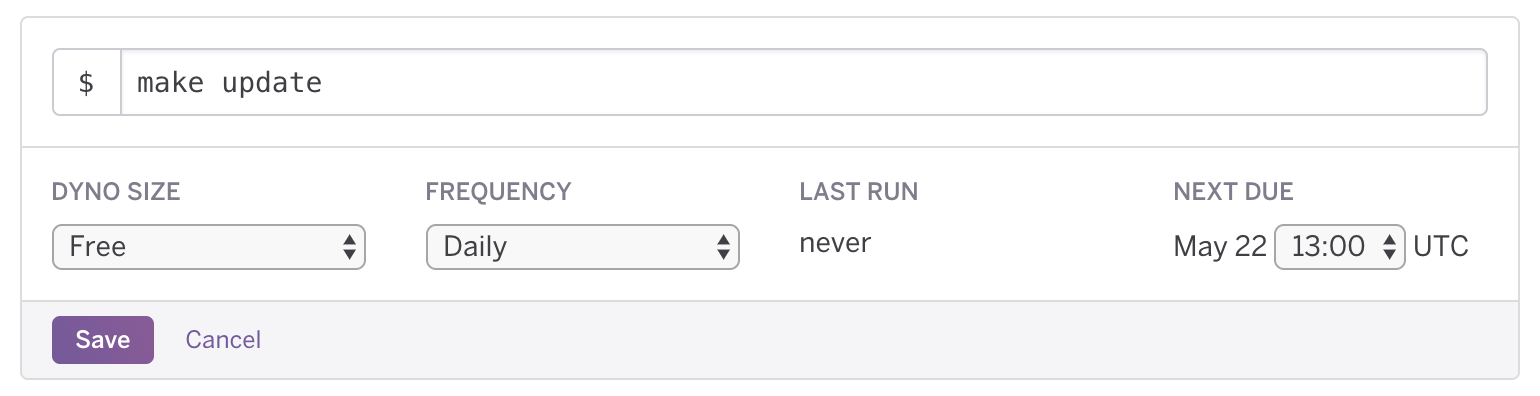 $ make update
DYNO SIZE FREQUENCY LAST RUN NEXT DUE
Free Daily never May 22 13:00 UTC
Save Cancel